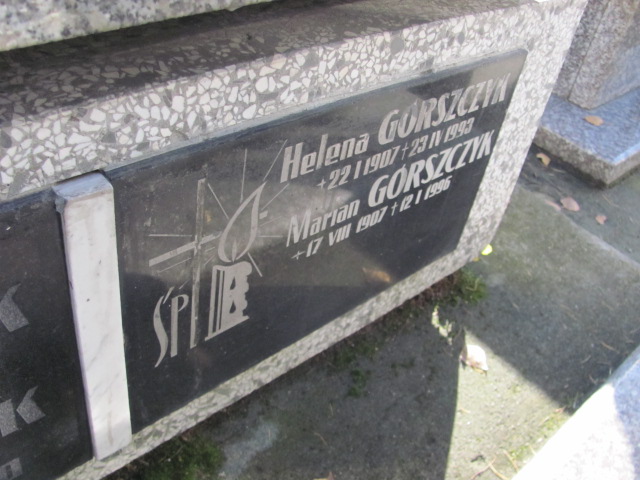 Helena GORSZCZYK
+22 I 1907 +23 IV 1993
Marian GORSZCZYK
+17 VIII 1907 +12 I 1996
ŚP
K
K